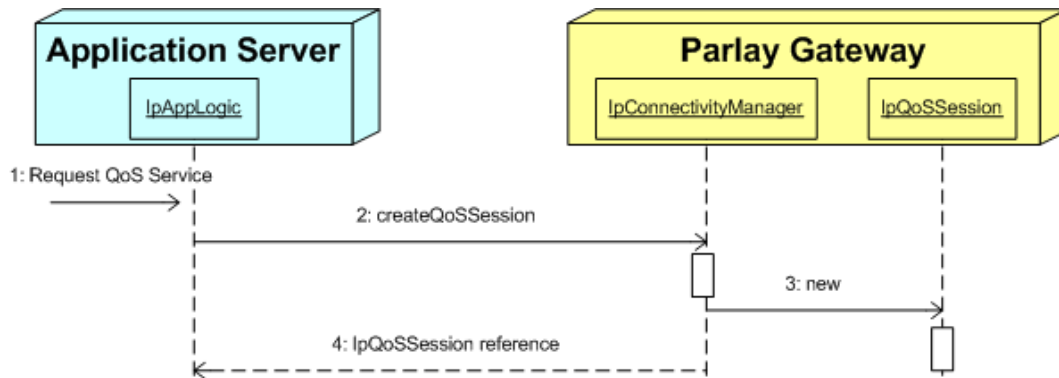 Application Server
IpAppLogic
Parlay Gateway
IpConnectivityManager
IpQoSSession
1: Request QoS Service
2: createQoSSession
3: new
4: IpQoSSession reference